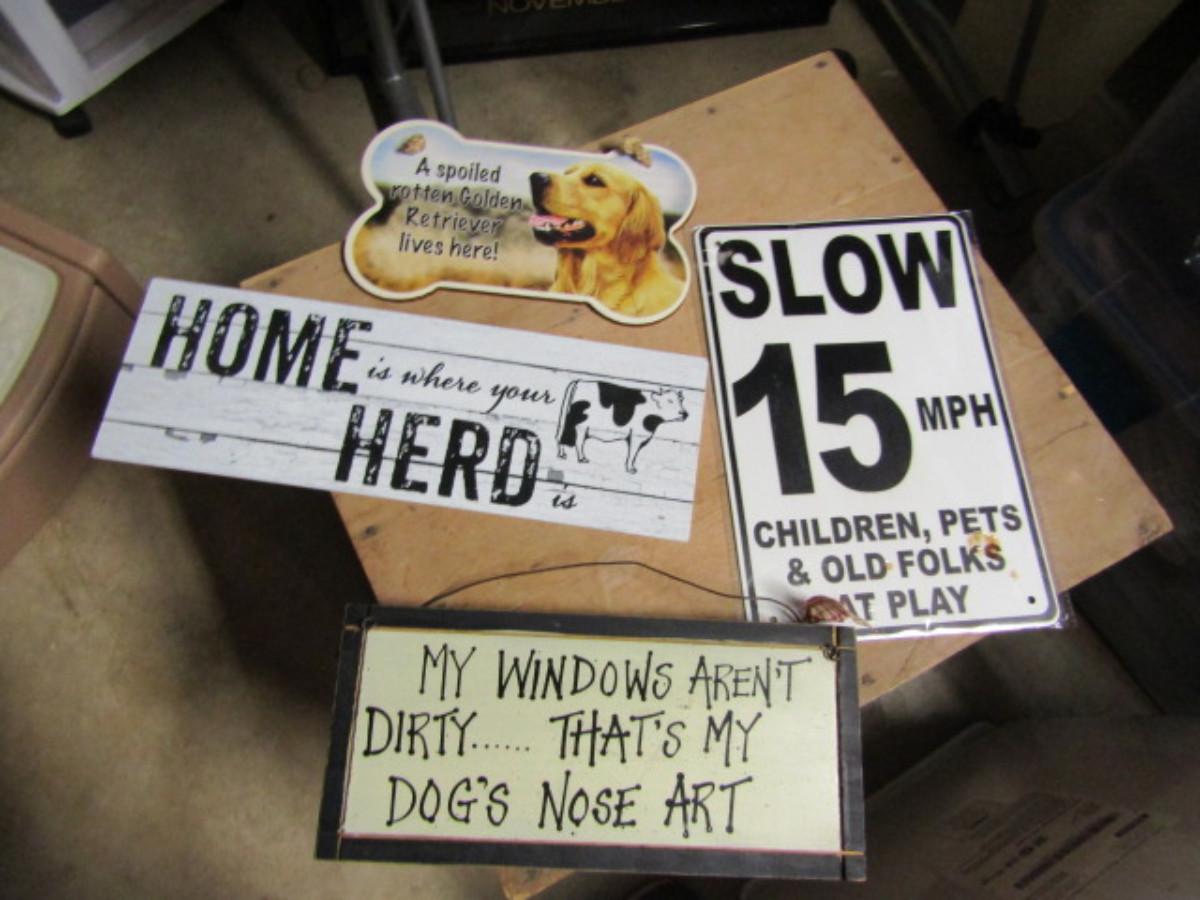 NOVEMBER
A spoiled
rotten Golden
Retriever
lives here!
HOME is where your
HERD is
SLOW
15 MPH
CHILDREN, PETS
& OLD FOLKS
AT PLAY
MY WINDOWS AREN'T
DIRTY...... THAT'S MY
DOG'S NOSE ART